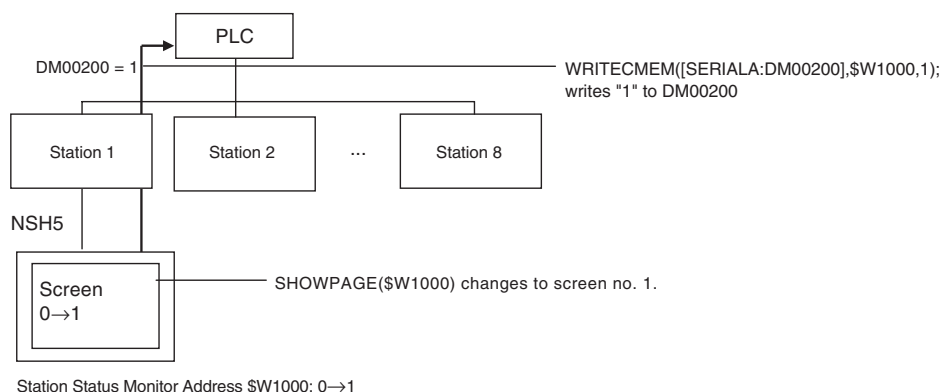 PLC
DM00200 = 1
WRITECMEM([SERIALA:DM00200],$W1000,1);
writes "1" to DM00200
Station 1
Station 2
...
Station 8
NSH5
Screen
0→1
SHOWPAGE($W1000) changes to screen no. 1.
Station Status Monitor Address $W1000: 0→1